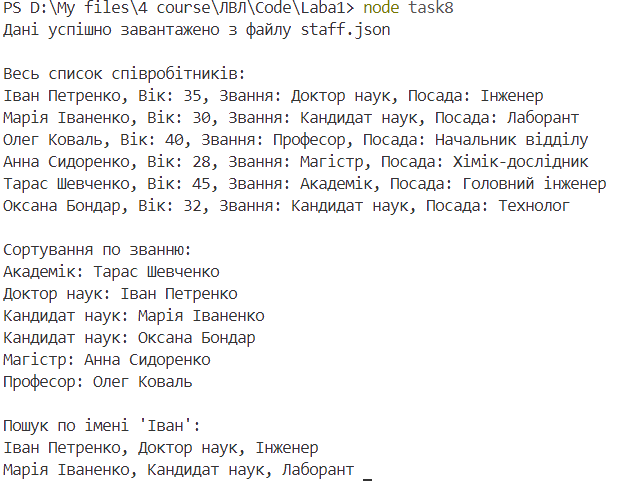 PS D:\My files\4 course\ЛВЛ\Code\Laba1> node task8
Дані успішно завантажено з файлу staff.json
Весь список співробітників:
Іван Петренко, Вік: 35, Звання: Доктор наук, Посада: Інженер
Марія Іваненко, Вік: 30, Звання: Кандидат наук, Посада: Лаборант
Олег Коваль, Вік: 40, Звання: Професор, Посада: Начальник відділу
Анна Сидоренко, Вік: 28, Звання: Магістр, Посада: Хімік-дослідник
Тарас Шевченко, Вік: 45, Звання: Академік, Посада: Головний інженер
Оксана Бондар, Вік: 32, Звання: Кандидат наук, Посада: Технолог
Сортування по званню:
Академік: Тарас Шевченко
Доктор наук: Іван Петренко
Кандидат наук: Марія Іваненко
Кандидат наук: Оксана Бондар
Магістр: Анна Сидоренко
Професор: Олег Коваль
Пошук по імені 'Іван':
Іван Петренко, Доктор наук, Інженер
Марія Іваненко, Кандидат наук, Лаборант